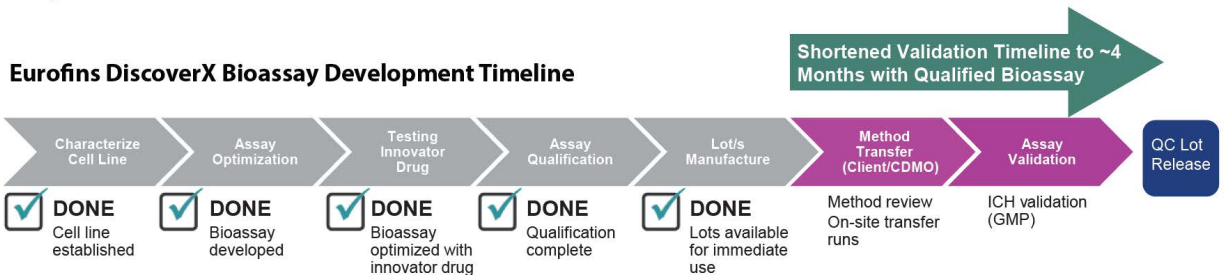 Shortened Validation Timeline to ~4
Months with Qualified Bioassay
Eurofins DiscoverX Bioassay Development Timeline
Characterize
Cell Line
Assay
Optimization
Testing
Innovator
Drug
Assay
Qualification
Lot/s
Manufacture
Method
Transfer
(Client/CDMO)
Assay
Validation
QC Lot
Release
DONE
Cell line
established
DONE
Bioassay
developed
DONE
Bioassay
optimized with
innovator drug
DONE
Qualification
complete
DONE
Lots available
for immediate
use
Method review
On-site transfer
runs
ICH validation
(GMP)